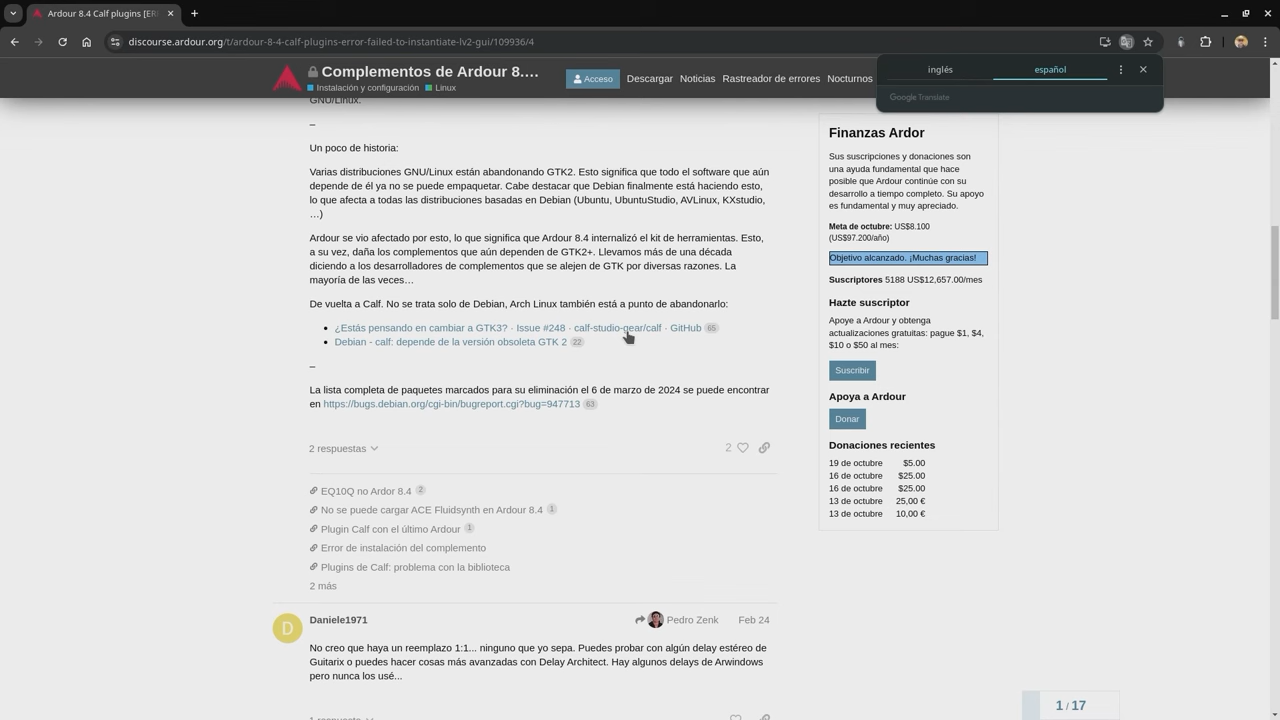 Ardour 8.4 Calf plugins [ER
discourse.ardour.org/t/ardour-8-4-calf-plugins-error-failed-to-instantiate-lv2-gui/109936/4
Complementos de Ardour 8.…
Instalación y configuración
Linux
Acceso
Descargar
Noticias
Rastreador de errores
Nocturnos
inglés
español
Google Translate
GNU/Linux.
–
Un poco de historia:
Varias distribuciones GNU/Linux están abandonando GTK2. Esto significa que todo el software que aún
depende de él ya no se puede empaquetar. Cabe destacar que Debian finalmente está haciendo esto,
lo que afecta a todas las distribuciones basadas en Debian (Ubuntu, UbuntuStudio, AVLinux, KXstudio,
…)
Ardour se vio afectado por esto, lo que significa que Ardour 8.4 internalizó el kit de herramientas. Esto,
a su vez, daña los complementos que aún dependen de GTK2+. Llevamos más de una década
diciendo a los desarrolladores de complementos que se alejen de GTK por diversas razones. La
mayoría de las veces…
De vuelta a Calf. No se trata solo de Debian, Arch Linux también está a punto de abandonarlo:
¿Estás pensando en cambiar a GTK3? · Issue #248 · calf-studio-gear/calf · GitHub 65
Debian - calf: depende de la versión obsoleta GTK 2 22
–
La lista completa de paquetes marcados para su eliminación el 6 de marzo de 2024 se puede encontrar
en https://bugs.debian.org/cgi-bin/bugreport.cgi?bug=947713 63
2 respuestas
2
EQ10Q no Ardor 8.4 2
No se puede cargar ACE Fluidsynth en Ardour 8.4 1
Plugin Calf con el último Ardour 1
Error de instalación del complemento
Plugins de Calf: problema con la biblioteca
2 más
D
Daniele1971
Pedro Zenk
Feb 24
No creo que haya un reemplazo 1:1... ninguno que yo sepa. Puedes probar con algún delay estéreo de
Guitarix o puedes hacer cosas más avanzadas con Delay Architect. Hay algunos delays de Arwindows
pero nunca los usé...
1 respuesta
Finanzas Ardor
Sus suscripciones y donaciones son
una ayuda fundamental que hace
posible que Ardour continúe con su
desarrollo a tiempo completo. Su apoyo
es fundamental y muy apreciado.
Meta de octubre: US$8.100
(US$97.200/año)
Objetivo alcanzado. ¡Muchas gracias!
Suscriptores 5188 US$12,657.00/mes
Hazte suscriptor
Apoye a Ardour y obtenga
actualizaciones gratuitas: pague $1, $4,
$10 o $50 al mes:
Suscribir
Apoya a Ardour
Donar
Donaciones recientes
19 de octubre $5.00
16 de octubre $25.00
16 de octubre $25.00
13 de octubre 25,00 €
13 de octubre 10,00 €
1 / 17